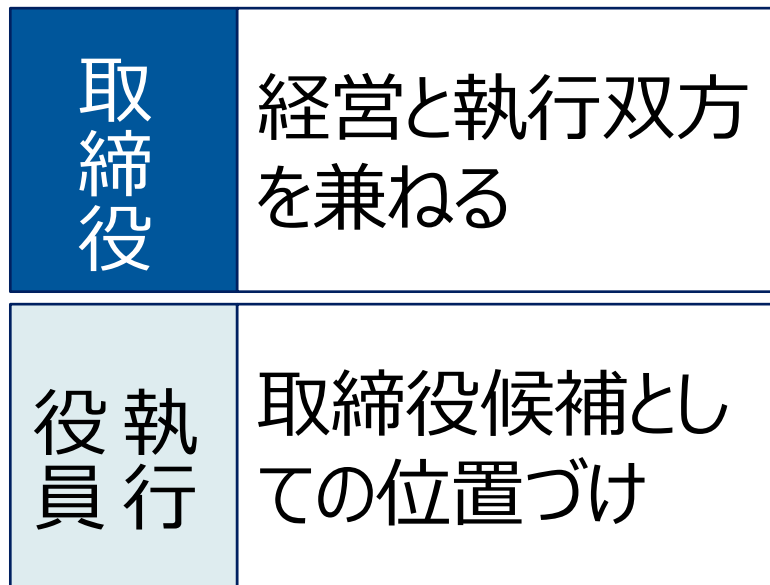 取締役
経営と執行双方
を兼ねる
執行
役員
取締役候補とし
ての位置づけ